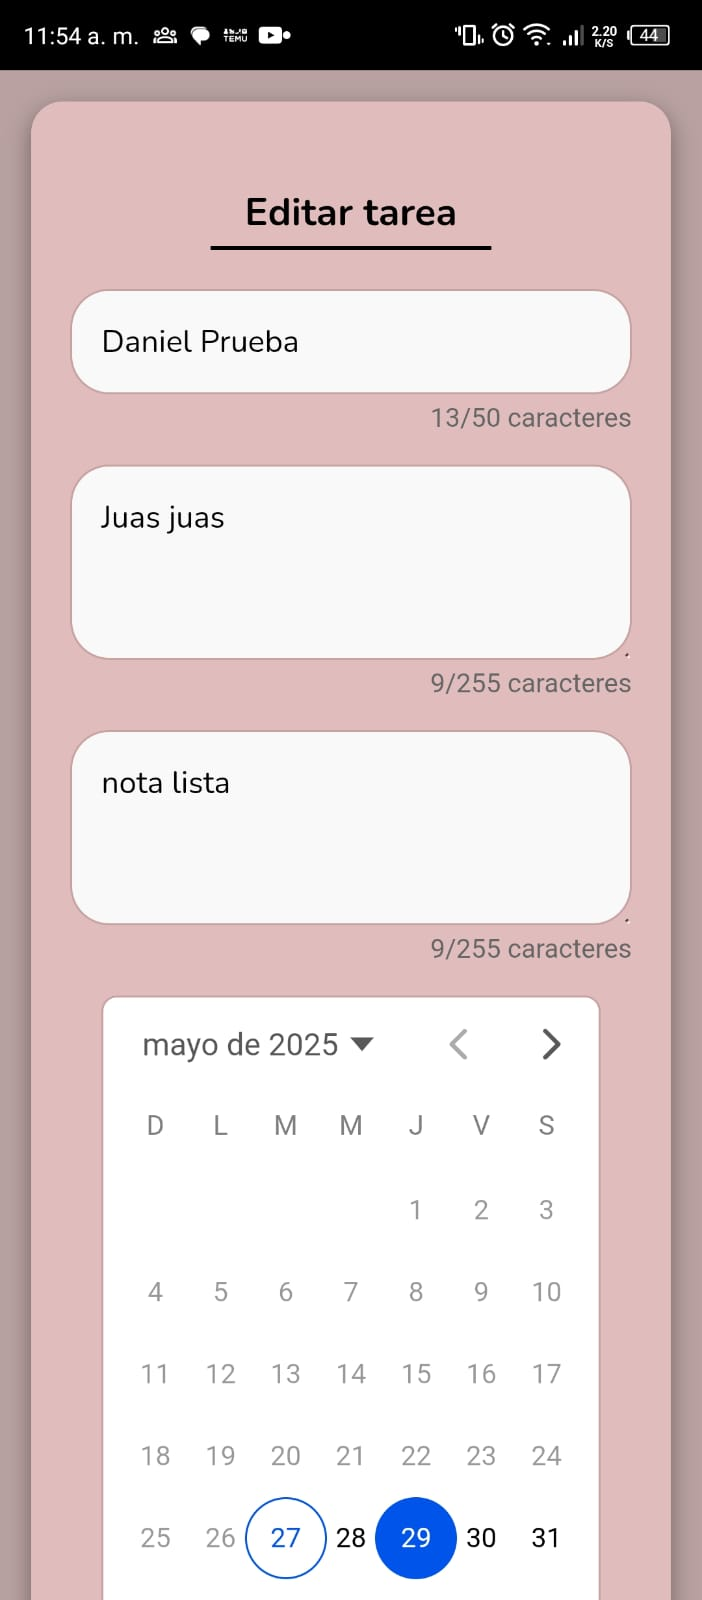 11:54 a. m. TEMU 2.20 K/S 44
Editar tarea
Daniel Prueba
13/50 caracteres
Juas juas
9/255 caracteres
nota lista
9/255 caracteres
mayo de 2025
D L M M J V S
1 2 3
4 5 6 7 8 9 10
11 12 13 14 15 16 17
18 19 20 21 22 23 24
25 26 27 28 29 30 31